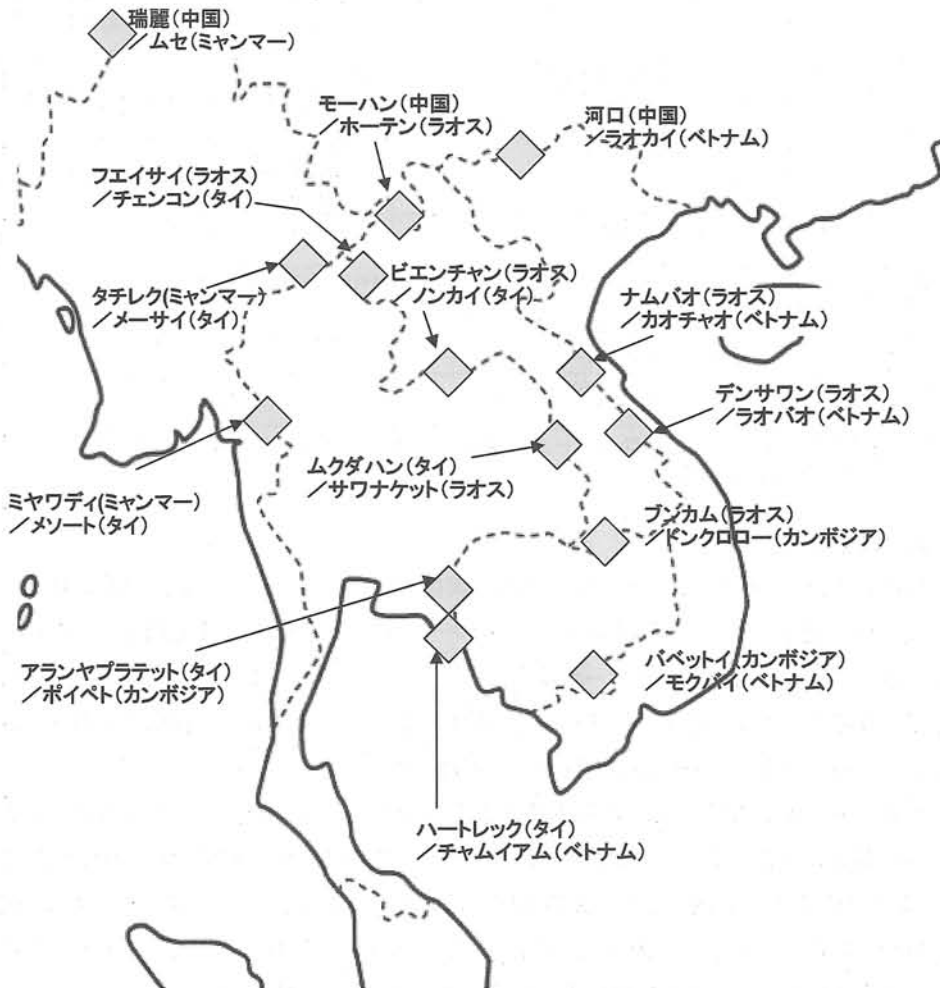 瑞麗(中国)
／ムセ(ミャンマー)
モーハン(中国)
／ホーテン(ラオス)
河口(中国)
／ラオカイ(ベトナム)
フエイサイ(ラオス)
／チェンコン(タイ)
タチレク(ミャンマー)
／メーサイ(タイ)
ビエンチャン(ラオス)
／ノンカイ(タイ)
ナムパオ(ラオス)
／カオチャオ(ベトナム)
デンサワン(ラオス)
／ラオバオ(ベトナム)
ムクダハン(タイ)
／サワナケット(ラオス)
ミヤワディ(ミャンマー)
／メソート(タイ)
ブンカム(ラオス)
／ドンクロロー(カンボジア)
アランヤプラテット(タイ)
／ポイペト(カンボジア)
バベットイ(カンボジア)
／モクバイ(ベトナム)
ハートレック(タイ)
／チャムイアム(ベトナム)